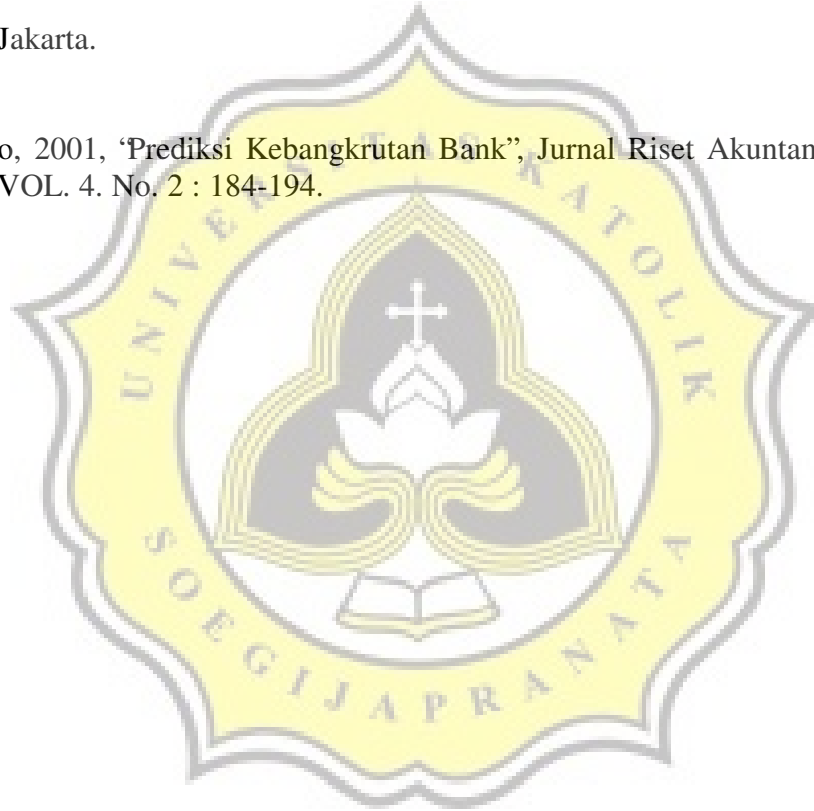 Jakarta.
o, 2001, “Prediksi Kebangkrutan Bank”, Jurnal Riset Akuntan
VOL. 4. No. 2 : 184-194.
UNIVERSITAS KATOLIK
SOEGIJAPRANATA